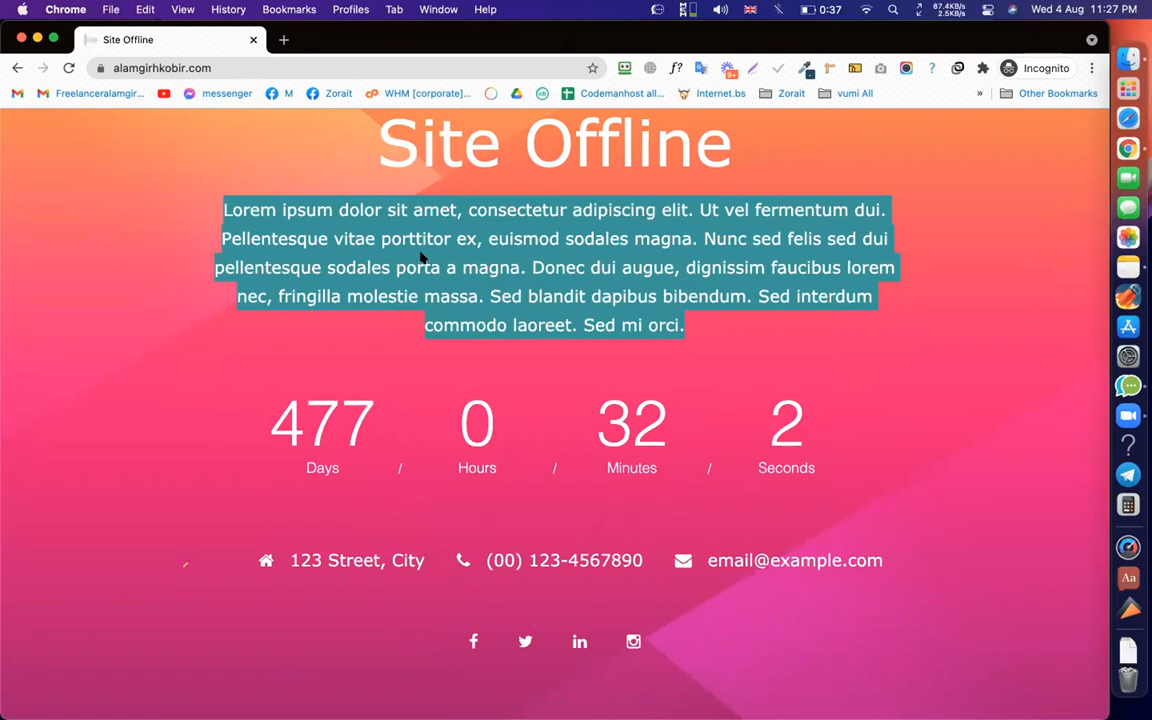 Chrome File Edit View History Bookmarks Profiles Tab Window Help 0:37 87.4KB/s 2.5KB/s Wed 4 Aug 11:27 PM
Site Offline
alamgirhkobir.com
f? 9+ Incognito
Freelanceralamgir... messenger M Zorait WHM [corporate]... Codemanhost all... Internet.bs Zorait vumi All » Other Bookmarks
Site Offline
Lorem ipsum dolor sit amet, consectetur adipiscing elit. Ut vel fermentum dui.
Pellentesque vitae porttitor ex, euismod sodales magna. Nunc sed felis sed dui
pellentesque sodales porta a magna. Donec dui augue, dignissim faucibus lorem
nec, fringilla molestie massa. Sed blandit dapibus bibendum. Sed interdum
commodo laoreet. Sed mi orci.
477 0 32 2
Days / Hours / Minutes / Seconds
123 Street, City (00) 123-4567890 email@example.com